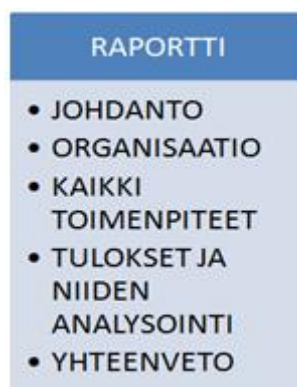 RAPORTTI
• JOHDANTO
• ORGANISAATIO
• KAIKKI
TOIMENPITEET
• TULOKSET JA
NIIDEN
ANALYSOINTI
• YHTEENVETO